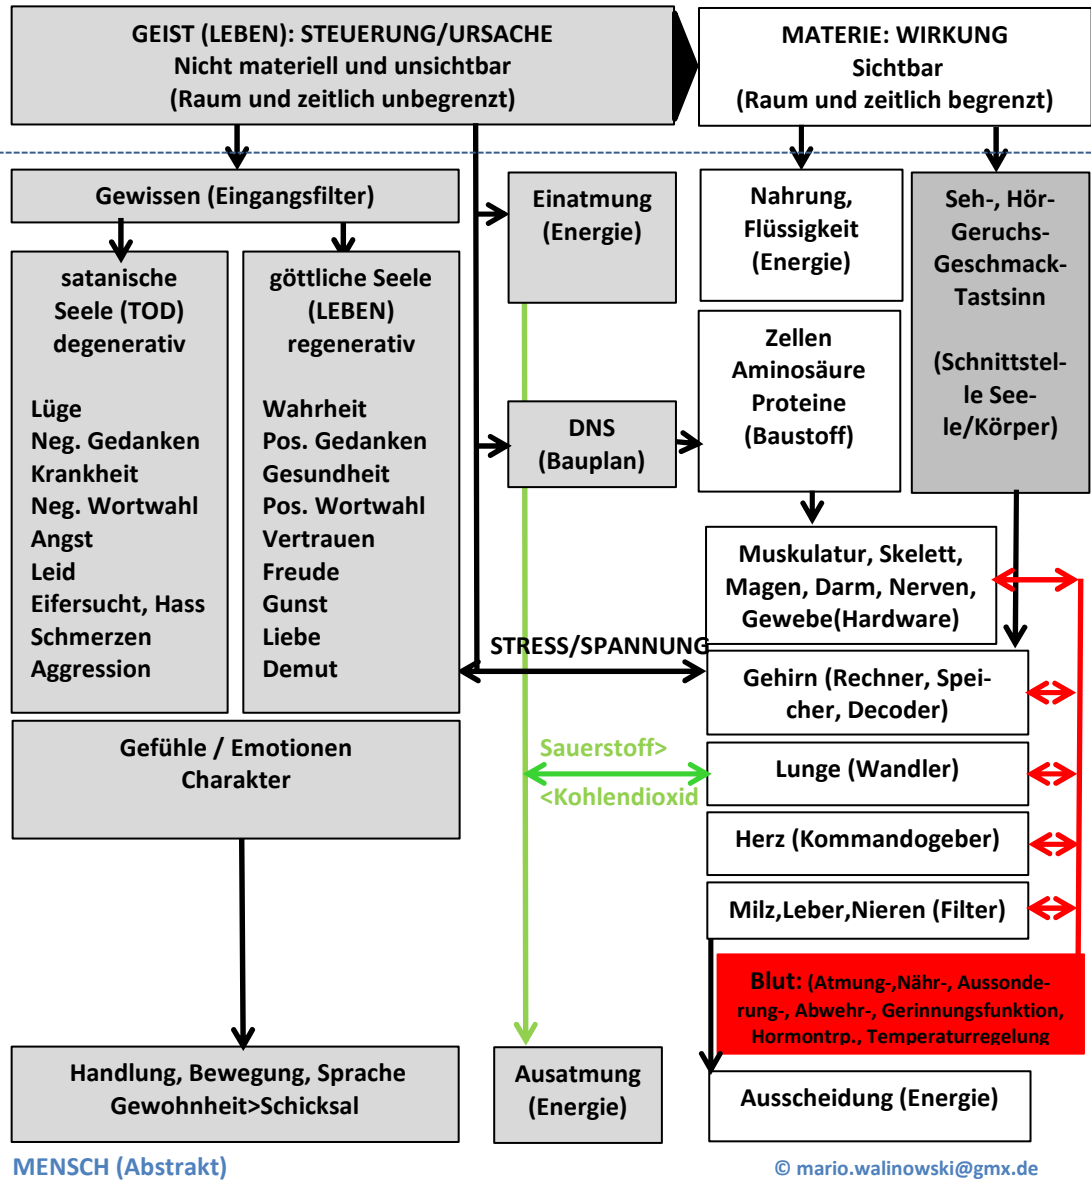 GEIST (LEBEN): STEUERUNG/URSACHE
Nicht materiell und unsichtbar
(Raum und zeitlich unbegrenzt)
MATERIE: WIRKUNG
Sichtbar
(Raum und zeitlich begrenzt)
Gewissen (Eingangsfilter)
satanische
Seele (TOD)
degenerativ
Lüge
Neg. Gedanken
Krankheit
Neg. Wortwahl
Angst
Leid
Eifersucht, Hass
Schmerzen
Aggression
göttliche Seele
(LEBEN)
regenerativ
Wahrheit
Pos. Gedanken
Gesundheit
Pos. Wortwahl
Vertrauen
Freude
Gunst
Liebe
Demut
Gefühle / Emotionen
Charakter
Handlung, Bewegung, Sprache
Gewohnheit>Schicksal
Einatmung
(Energie)
DNS
(Bauplan)
STRESS/SPANNUNG
Sauerstoff>
<Kohlendioxid
Ausatmung
(Energie)
Nahrung,
Flüssigkeit
(Energie)
Zellen
Aminosäure
Proteine
(Baustoff)
Seh-, Hör-
Geruchs-
Geschmack-
Tastsinn
(Schnittstel-
le See-
le/Körper)
Muskulatur, Skelett,
Magen, Darm, Nerven,
Gewebe(Hardware)
Gehirn (Rechner, Spei-
cher, Decoder)
Lunge (Wandler)
Herz (Kommandogeber)
Milz,Leber,Nieren (Filter)
Blut: (Atmung-,Nähr-, Aussonde-
rung-, Abwehr-, Gerinnungsfunktion,
Hormontrp., Temperaturregelung
Ausscheidung (Energie)
MENSCH (Abstrakt)
© mario.walinowski@gmx.de